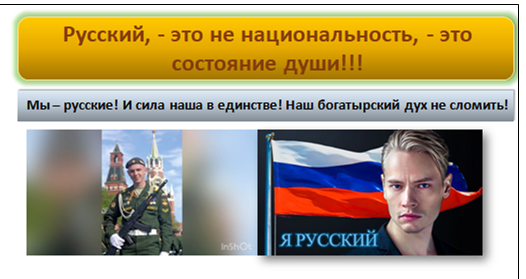 Русский, - это не национальность, - это
состояние души!!!
Мы – русские! И сила наша в единстве! Наш богатырский дух не сломить!
InShOt
Я РУССКИЙ